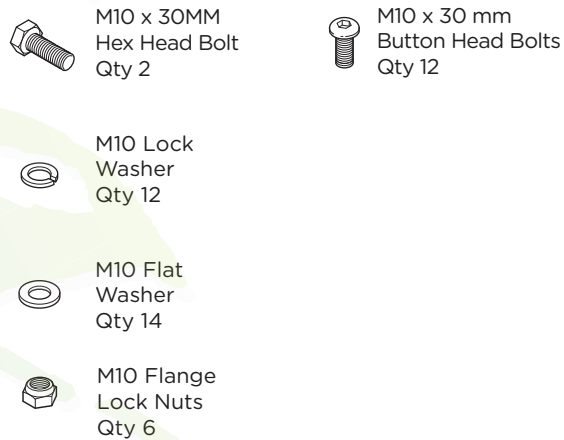 M10 x 30MM
Hex Head Bolt
Qty 2
M10 x 30 mm
Button Head Bolts
Qty 12
M10 Lock
Washer
Qty 12
M10 Flat
Washer
Qty 14
M10 Flange
Lock Nuts
Qty 6